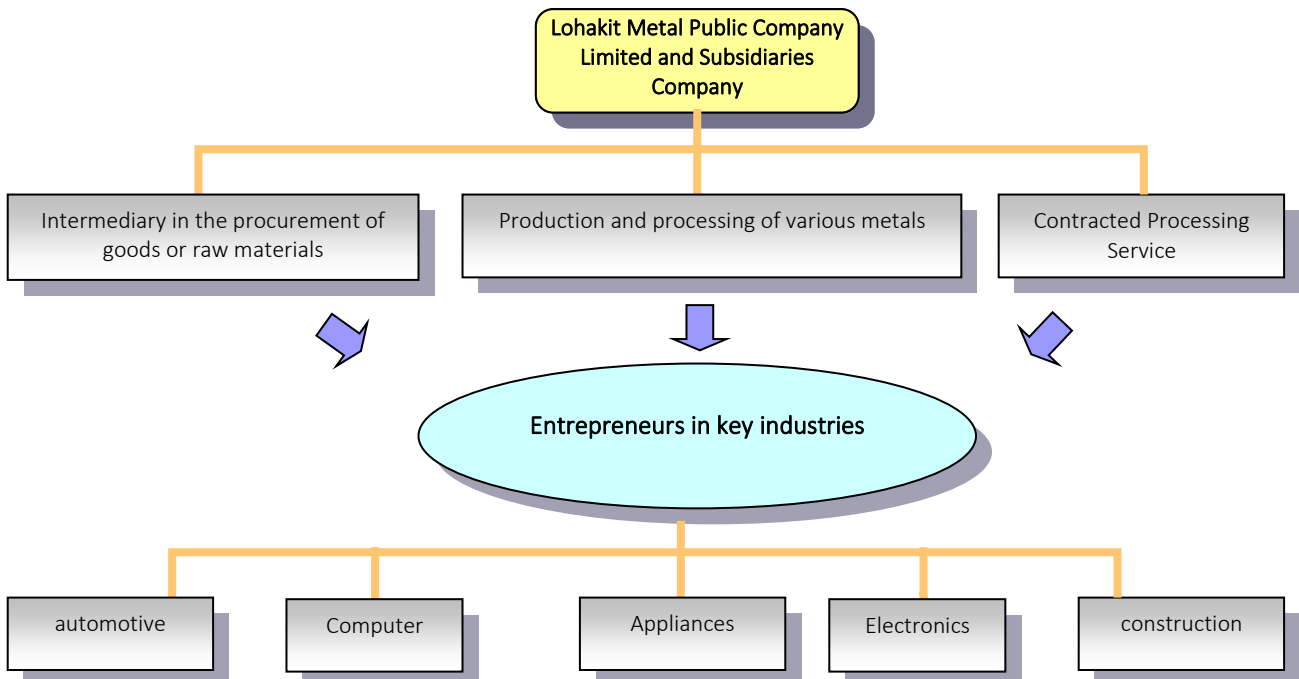 Lohakit Metal Public Company
Limited and Subsidiaries
Company
Intermediary in the procurement of
goods or raw materials
Production and processing of various metals
Contracted Processing
Service
Entrepreneurs in key industries
automotive
Computer
Appliances
Electronics
construction